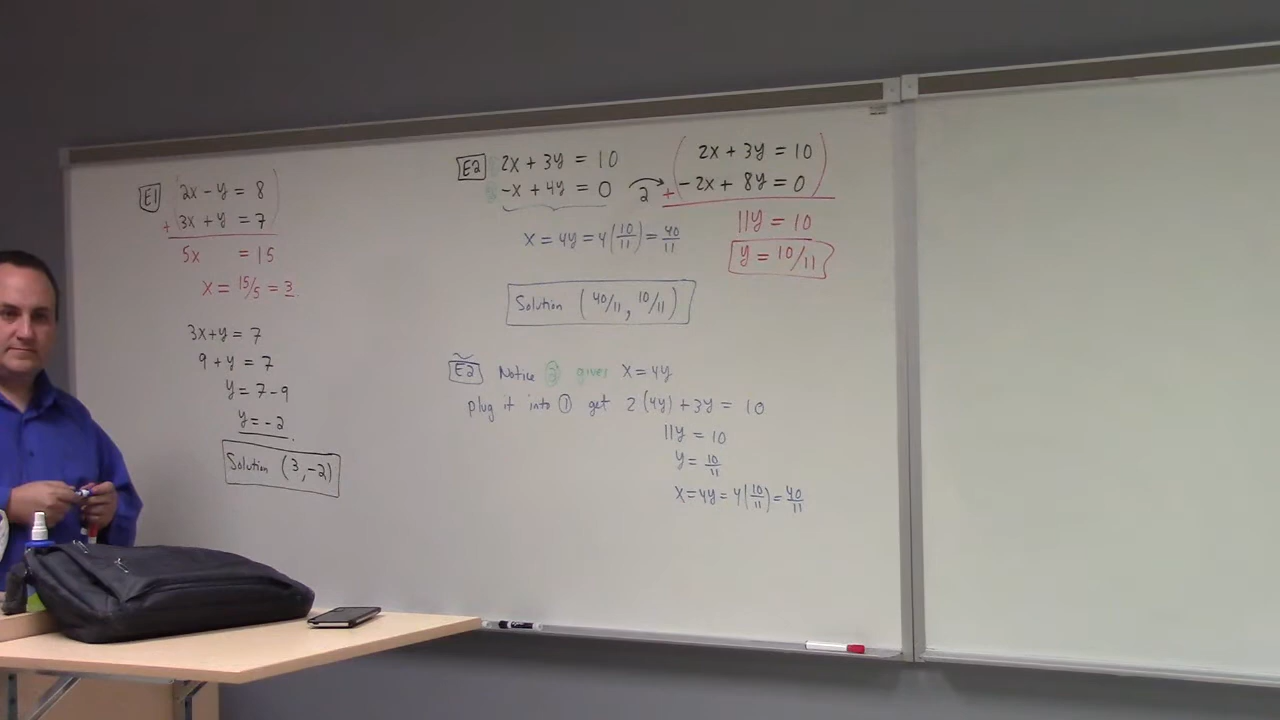 E1
2x - y = 8
+ 3x + y = 7
5x = 15
x = 15/5 = 3.
3x + y = 7
9 + y = 7
y = 7 - 9
y = -2.
Solution (3, -2)
E2
2x + 3y = 10
-x + 4y = 0
2
2x + 3y = 10
+ -2x + 8y = 0
11y = 10
y = 10/11
x = 4y = 4(10/11) = 40/11
Solution (40/11, 10/11)
~E2 Notice ② gives x = 4y
plug it into ① get 2(4y) + 3y = 10
11y = 10
y = 10/11
x = 4y = 4(10/11) = 40/11